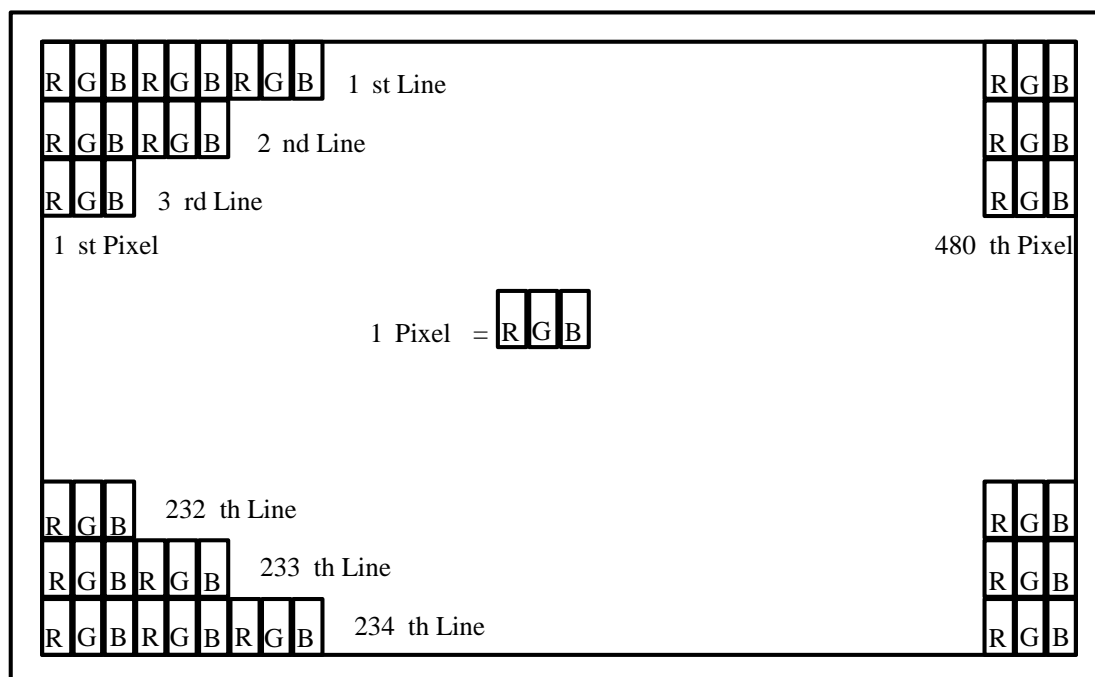 R G B R G B R G B 1 st Line R G B
R G B R G B 2 nd Line R G B
R G B 3 rd Line R G B
1 st Pixel 480 th Pixel
1 Pixel = R G B
R G B 232 th Line R G B
R G B R G B 233 th Line R G B
R G B R G B R G B 234 th Line R G B